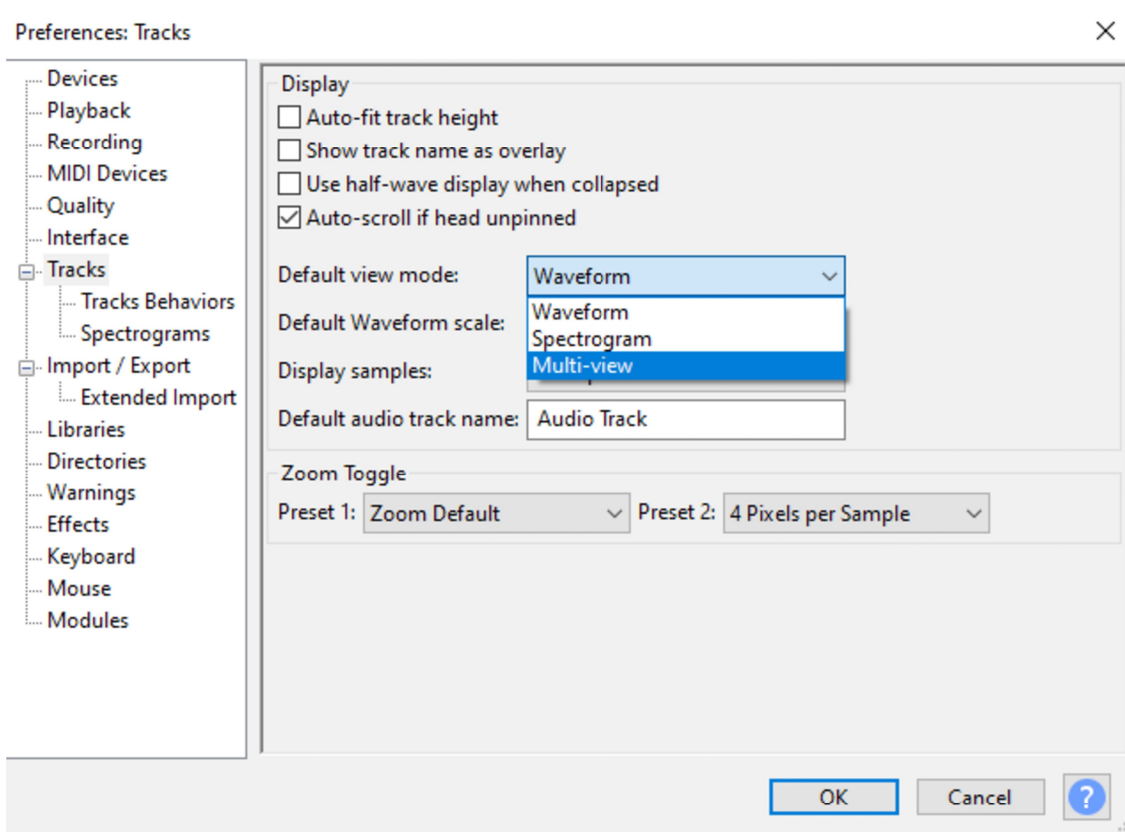 Preferences: Tracks
Devices
Playback
Recording
MIDI Devices
Quality
Interface
Tracks
Tracks Behaviors
Spectrograms
Import / Export
Extended Import
Libraries
Directories
Warnings
Effects
Keyboard
Mouse
Modules
Display
Auto-fit track height
Show track name as overlay
Use half-wave display when collapsed
Auto-scroll if head unpinned
Default view mode: Waveform
Waveform
Default Waveform scale:
Spectrogram
Multi-view
Display samples:
Default audio track name: Audio Track
Zoom Toggle
Preset 1: Zoom Default Preset 2: 4 Pixels per Sample
OK Cancel ?